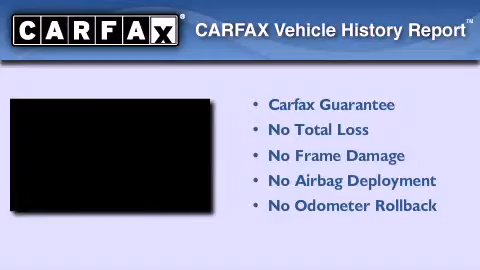 CARFAX® CARFAX Vehicle History Report™
• Carfax Guarantee
• No Total Loss
• No Frame Damage
• No Airbag Deployment
• No Odometer Rollback